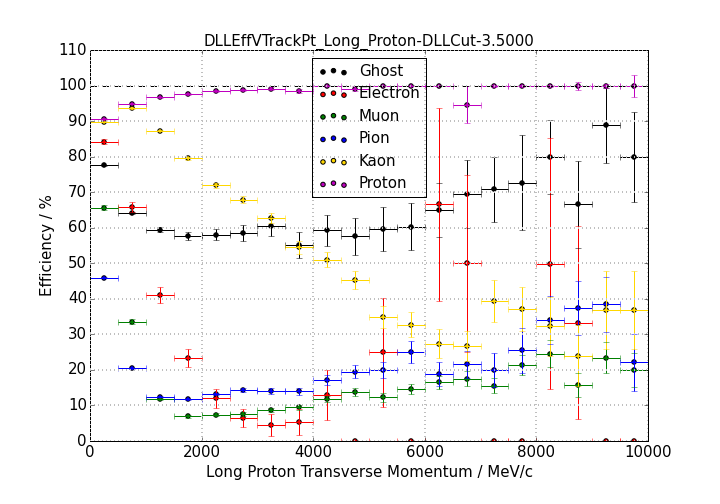 DLLEffVTrackPt_Long_Proton-DLLCut-3.5000
110
100
90
80
70
60
50
40
30
20
10
0
Efficiency / %
Ghost
Electron
Muon
Pion
Kaon
Proton
0 2000 4000 6000 8000 10000
Long Proton Transverse Momentum / MeV/c